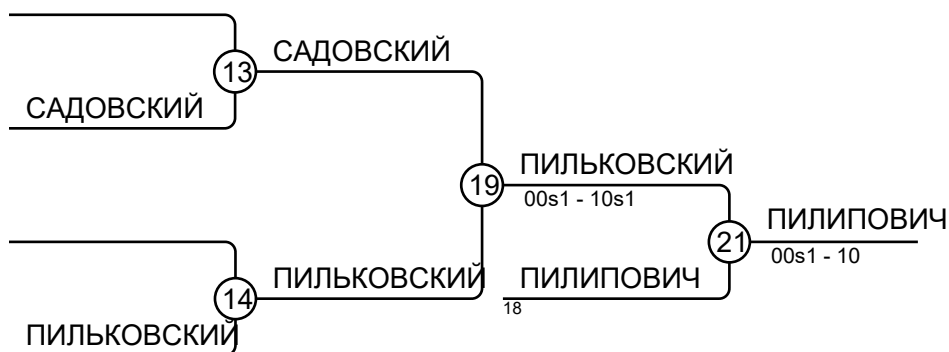 САДОВСКИЙ
13
САДОВСКИЙ
ПИЛЬКОВСКИЙ
19
00s1 - 10s1
ПИЛИПОВИЧ
21
00s1 - 10
ПИЛЬКОВСКИЙ
ПИЛИПОВИЧ
14
18
ПИЛЬКОВСКИЙ